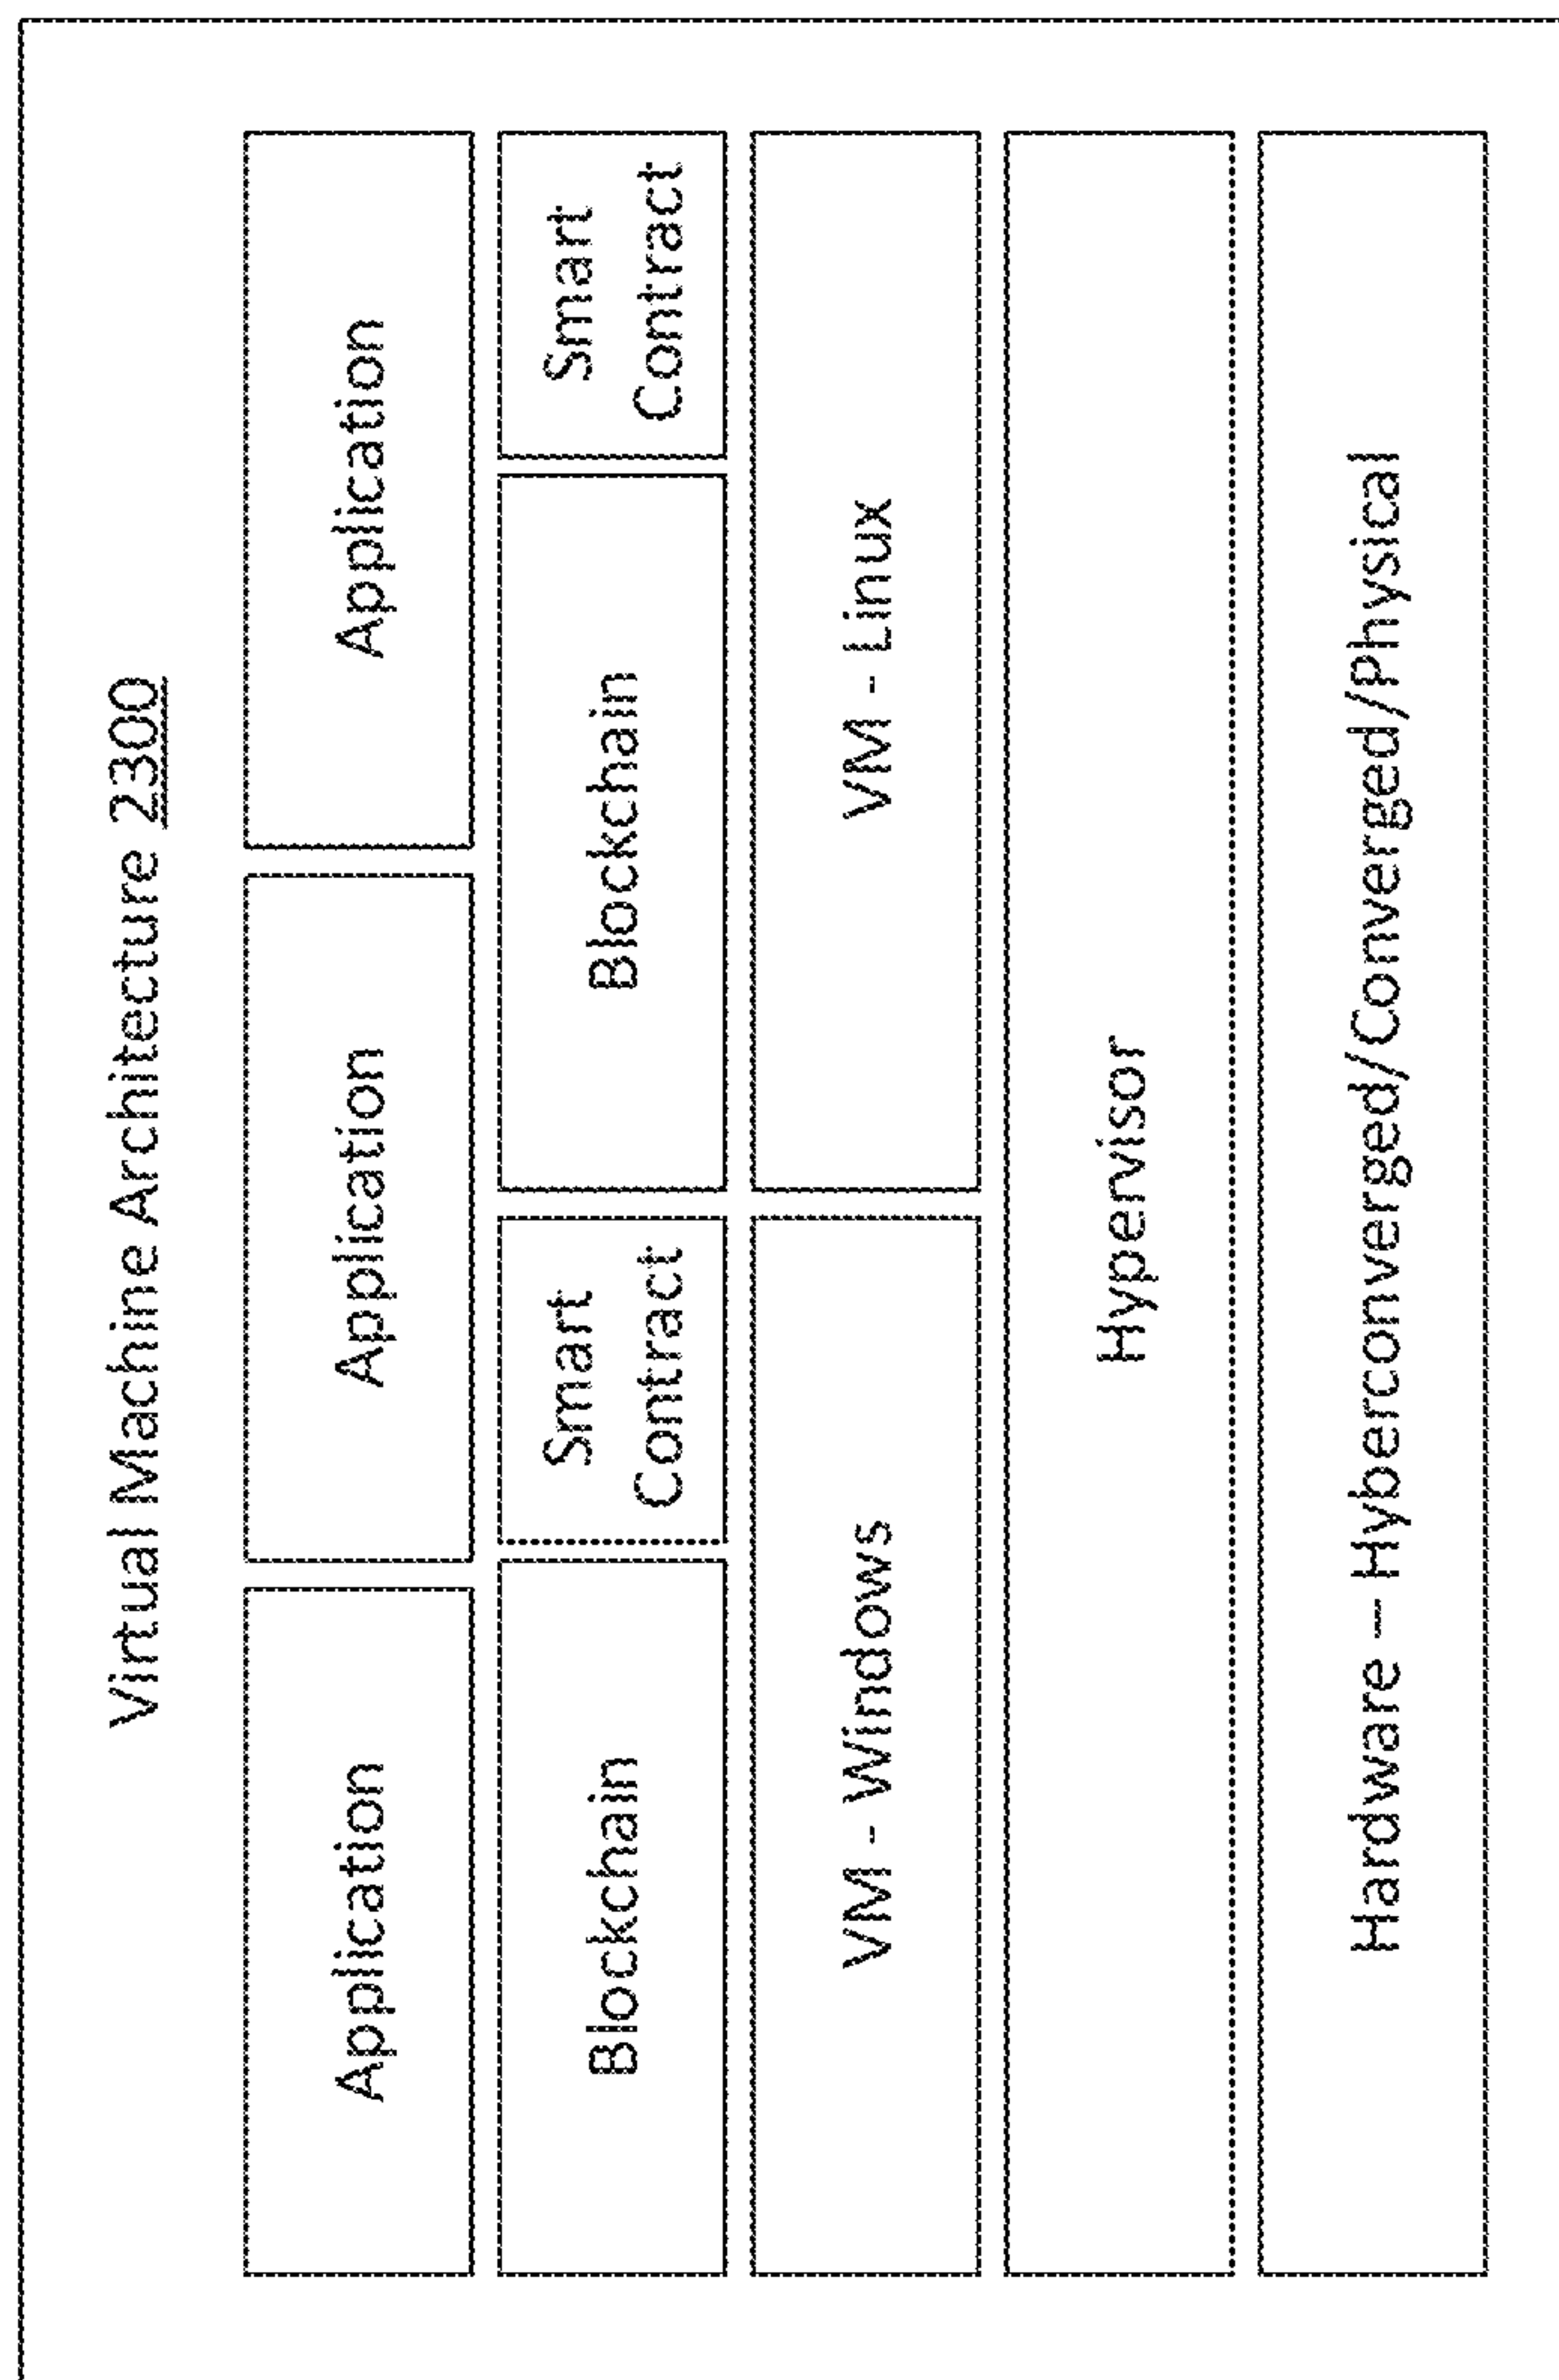 Virtual Machine Architecture 2300
Application
Application
Application
Blockchain
Smart
Contract
Blockchain
Smart
Contract
VM - Windows
VM - Linux
Hypervisor
Hardware – Hyberconverged/Converged/Physical